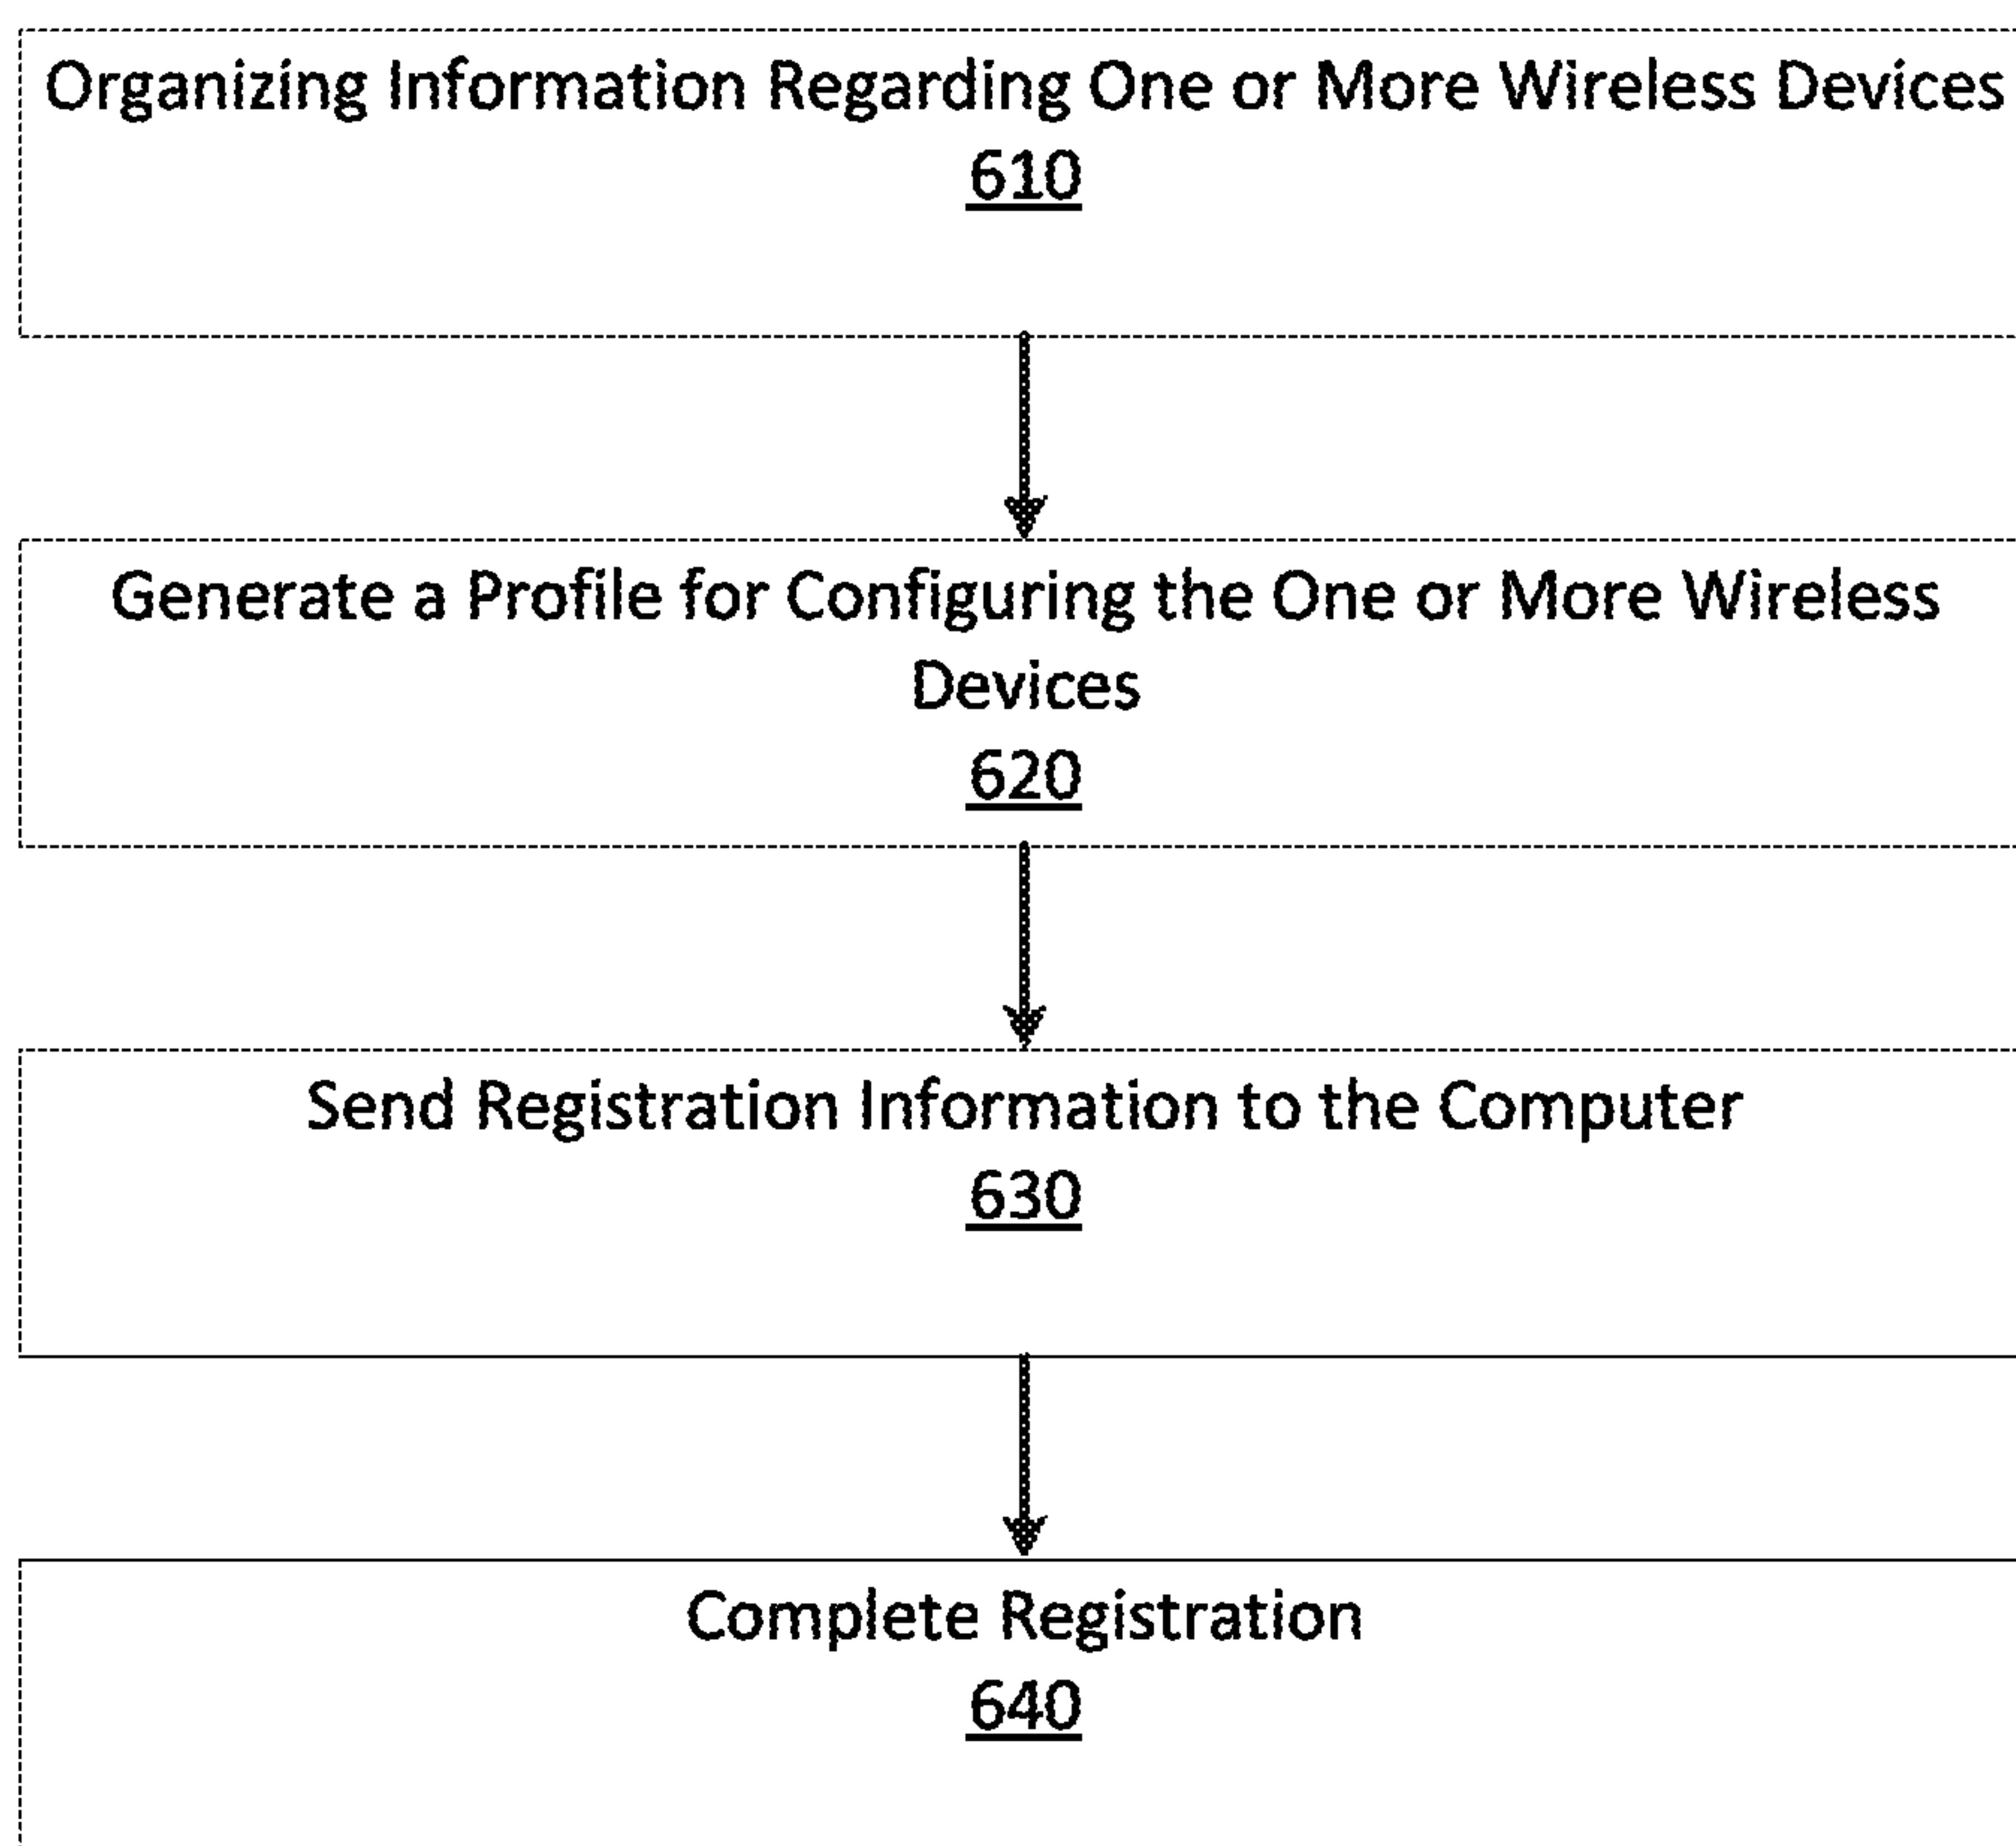 Organizing Information Regarding One or More Wireless Devices
610
Generate a Profile for Configuring the One or More Wireless
Devices
620
Send Registration Information to the Computer
630
Complete Registration
640